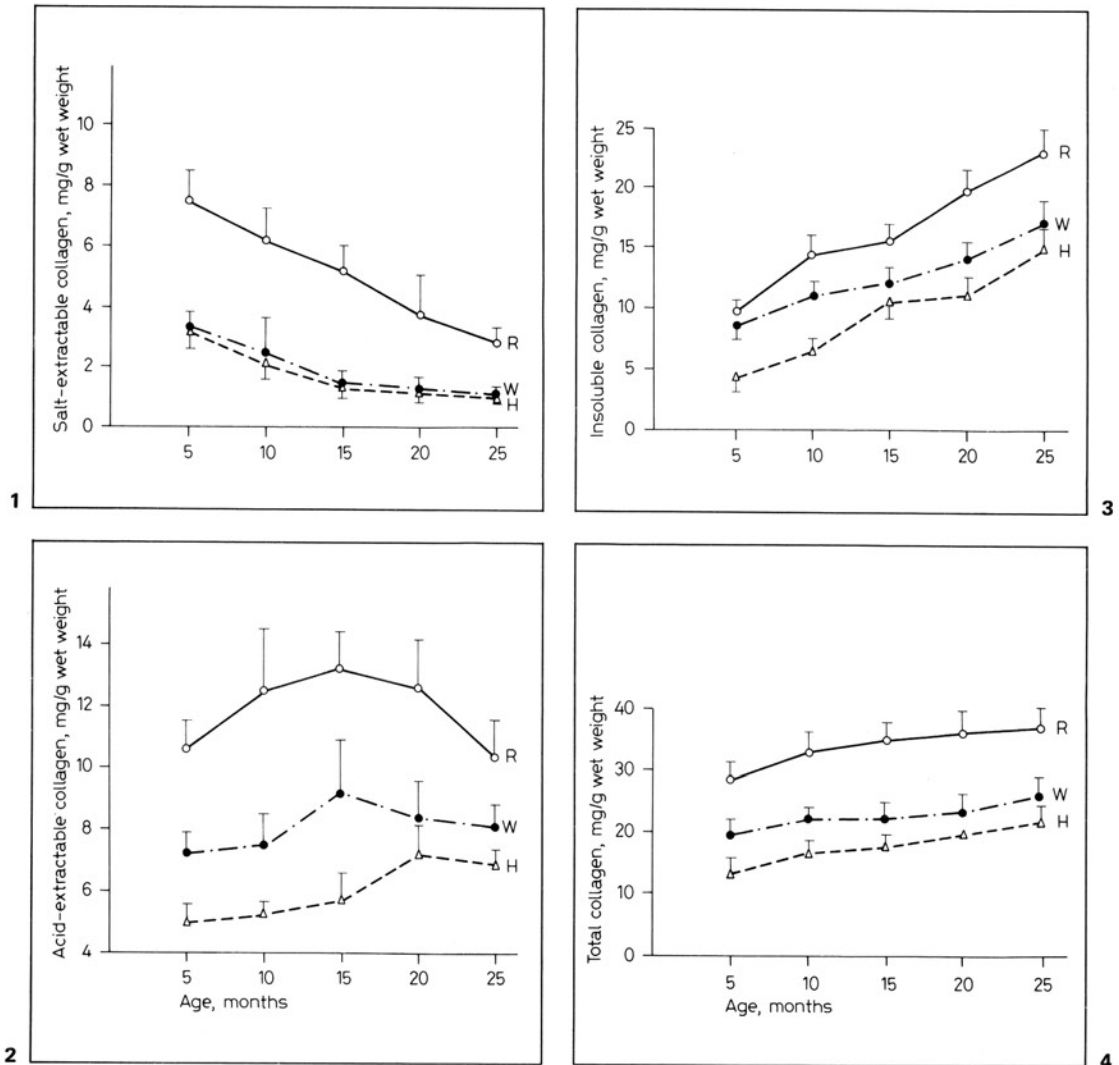 Salt-extractable collagen, mg/g wet weight
10
8
6
4
2
0
R
W
H
5 10 15 20 25
1
Acid-extractable collagen, mg/g wet weight
14
12
10
8
6
4
R
W
H
5 10 15 20 25
Age, months
2
Insoluble collagen, mg/g wet weight
25
20
15
10
5
0
R
W
H
5 10 15 20 25
3
Total collagen, mg/g wet weight
40
30
20
10
0
R
W
H
5 10 15 20 25
Age, months
4